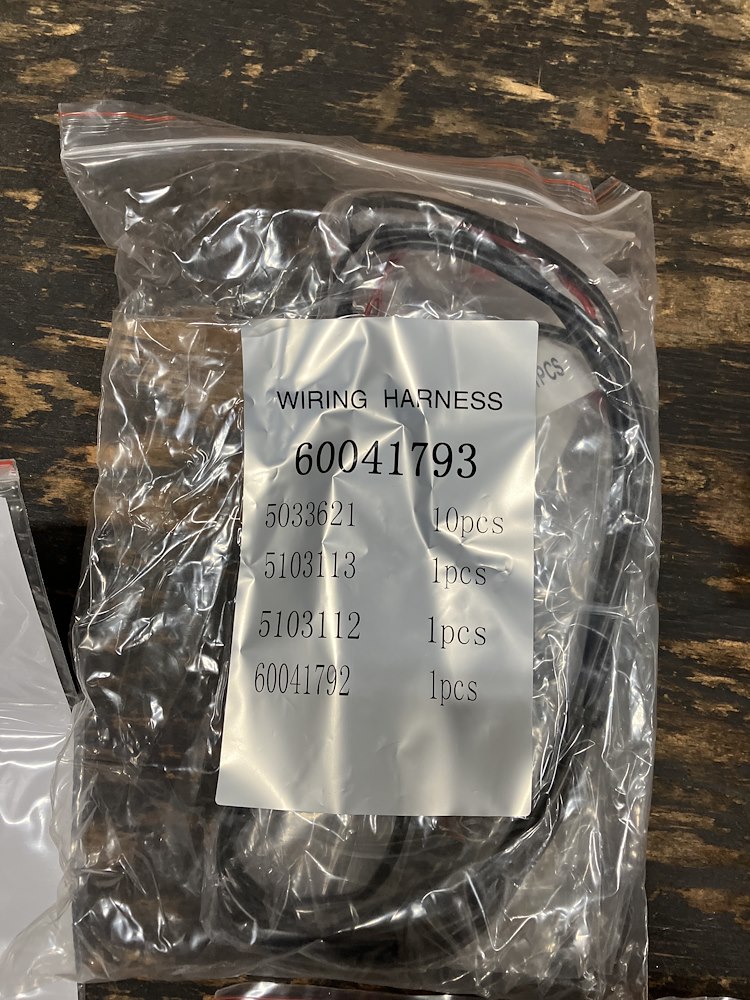 WIRING HARNESS
60041793
5033621 10pcs
5103113 1pcs
5103112 1pcs
60041792 1pcs